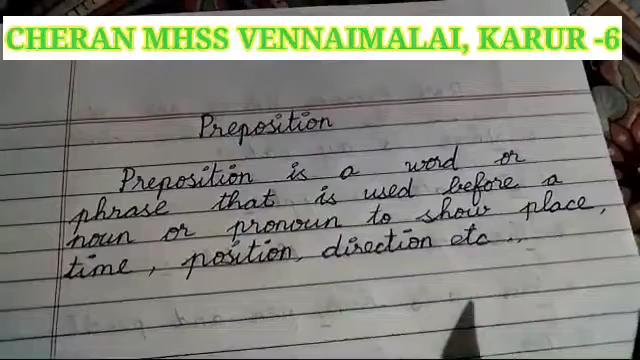 CHERAN MHSS VENNAIMALAI, KARUR -6
Preposition
Preposition is a word or
phrase that is used before a
noun or pronoun to show place,
time, position, direction etc...